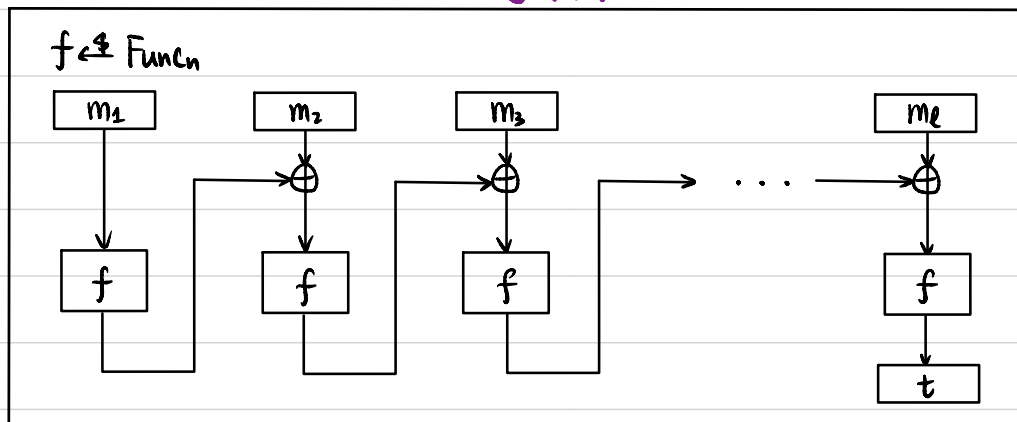 f ←$ Funcₙ
m₁ m₂ m₃ mℓ
⊕ ⊕ . . . ⊕
f f f f
t